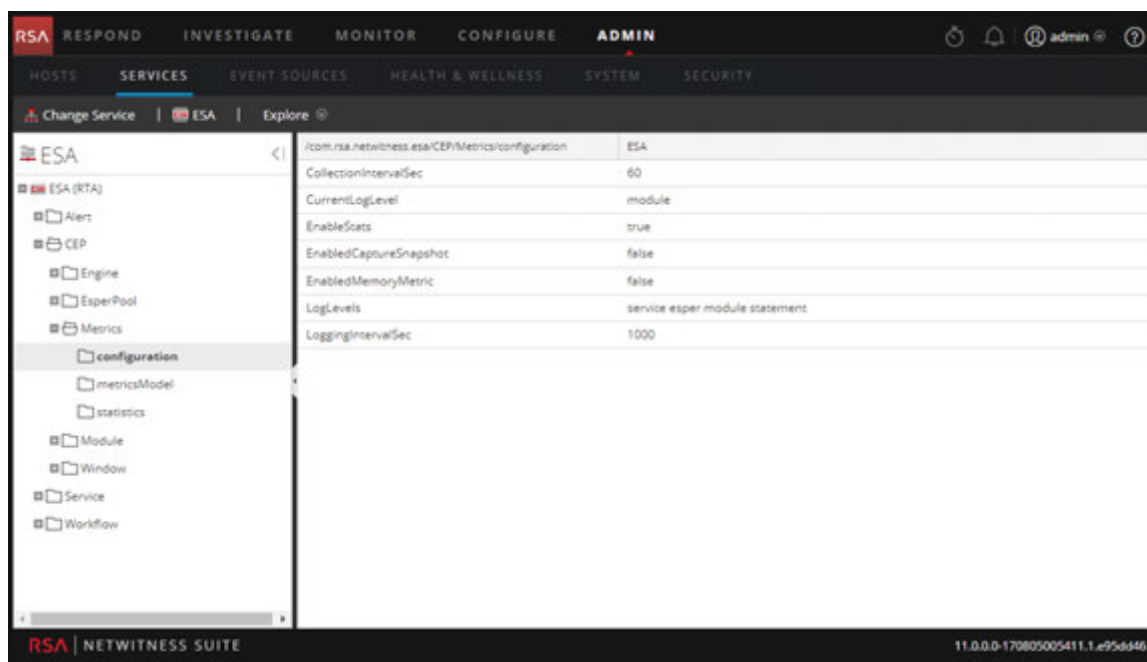 RSA RESPOND INVESTIGATE MONITOR CONFIGURE ADMIN admin
HOSTS SERVICES EVENT SOURCES HEALTH & WELLNESS SYSTEM SECURITY
Change Service | ESA | Explore
ESA
ESA (RTA)
Alert
CEP
Engine
EsperPool
Metrics
configuration
metricsModel
statistics
Module
Window
Service
Workflow
/com.rsa.netwitness.esa/CEP/Metrics/configuration ESA
CollectionIntervalSec 60
CurrentLogLevel module
EnableStats true
EnabledCaptureSnapshot false
EnabledMemoryMetric false
LogLevels service esper module statement
LoggingIntervalSec 1000
RSA | NETWITNESS SUITE 11.0.0.0-170805005411.1.e95dd46